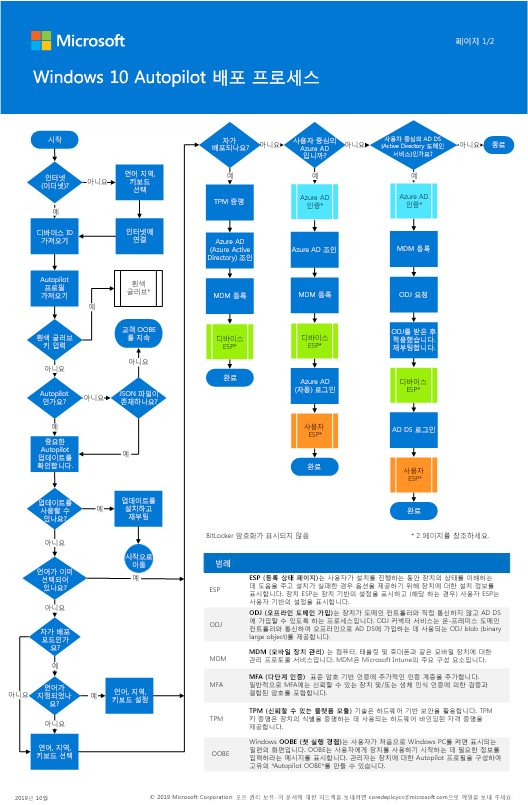 Microsoft
페이지 1/2
Windows 10 Autopilot 배포 프로세스
시작
인터넷
(이더넷)?
아니요
언어 지역,
키보드
선택
예
디바이스 ID
가져오기
인터넷에
연결
Autopilot
프로필
가져오기
흰색
글러브*
예
흰색 글러브
키 입력
고객 OOBE
를 지속
아니요
아니요
Autopilot
인가요?
아니요
JSON 파일이
존재하나요?
예
예
중요한
Autopilot
업데이트를
확인합니다.
업데이트를
사용할 수
있나요?
예
업데이트를
설치하고
재부팅
아니요
시작으로
이동
언어가 이미
선택되어
있나요?
예
아니요
자가 배포
모드인가
요?
예
아니요
언어가
지정되었나
요?
예
언어, 지역,
키보드 설정
아니요
언어, 지역,
키보드 선택
자가
배포되나요?
아니요
사용자 중심의
Azure AD
입니까?
아니요
사용자 중심의 AD DS
(Active Directory 도메인
서비스)인가요?
아니요
종료
예
예
예
TPM 증명
Azure AD
인증*
Azure AD
인증*
Azure AD
(Azure Active
Directory) 조인
Azure AD 조인
MDM 등록
MDM 등록
MDM 등록
ODJ 요청
디바이스
ESP*
디바이스
ESP*
ODJ를 받은 후
적용했습니다.
재부팅합니다.
완료
Azure AD
(자동) 로그인
디바이스
ESP*
사용자
ESP*
AD DS 로그인
완료
사용자
ESP*
완료
BitLocker 암호화가 표시되지 않음
* 2 페이지를 참조하세요.
범례
ESP
ESP (등록 상태 페이지)는 사용자가 설치를 진행하는 동안 장치의 상태를 이해하는
데 도움을 주고 설치가 실패한 경우 옵션을 제공하기 위해 장치에 대한 설치 정보를
표시합니다. 장치 ESP는 장치 기반의 설정을 표시하고 (해당 하는 경우) 사용자 ESP는
사용자 기반의 설정을 표시합니다.
ODJ
ODJ (오프라인 도메인 가입)는 장치가 도메인 컨트롤러와 직접 통신하지 않고 AD DS
에 가입할 수 있도록 하는 프로세스입니다. ODJ 커넥터 서비스는 온-프레미스 도메인
컨트롤러와 통신하여 오프라인으로 AD DS에 가입하는 데 사용되는 ODJ blob (binary
large object)를 제공합니다.
MDM
MDM (모바일 장치 관리) 는 컴퓨터, 태블릿 및 휴대폰과 같은 모바일 장치에 대한
관리 프로토콜 서비스입니다. MDM은 Microsoft Intune의 주요 구성 요소입니다.
MFA
MFA (다단계 인증) 표준 암호 기반 인증에 추가적인 인증 계층을 추가합니다.
일반적으로 MFA에는 신뢰할 수 있는 장치 및/또는 생체 인식 인증에 의한 검증과
결합된 암호를 포함합니다.
TPM
TPM (신뢰할 수 있는 플랫폼 모듈) 기술은 하드웨어 기반 보안을 활용합니다. TPM
키 증명은 장치의 식별을 증명하는 데 사용되는 하드웨어 바인딩된 자격 증명을
제공합니다.
OOBE
Windows OOBE (첫 실행 경험)는 사용자가 처음으로 Windows PC를 켜면 표시되는
일련의 화면입니다. OOBE는 사용자에게 장치를 사용하기 시작하는 데 필요한 정보를
입력하라는 메시지를 표시합니다. 관리자는 장치에 대한 Autopilot 프로필을 구성하여
고유의 "Autopilot OOBE"를 만들 수 있습니다.
2019년 10월
© 2019 Microsoft Corporation. 모든 권리 보유. 이 문서에 대한 피드백을 보내려면 coredeploycx@microsoft.com으로 메일을 보내 주세요.